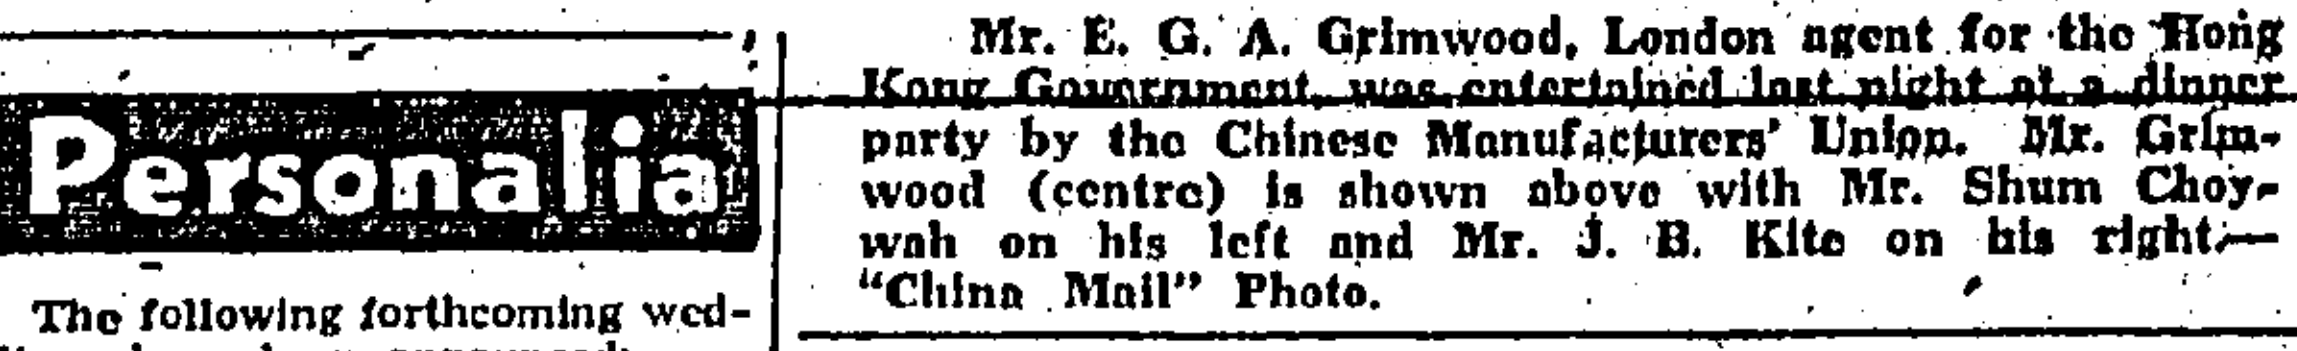 Personalia
The following forthcoming wed-
Mr. E. G. A. Grimwood, London agent for the Hong
Kong Government, was entertained last night at a dinner
party by the Chinese Manufacturers' Union. Mr. Grim-
wood (centre) is shown above with Mr. Shum Choy-
wah on his left and Mr. J. B. Kite on his right.—
"China Mail" Photo.